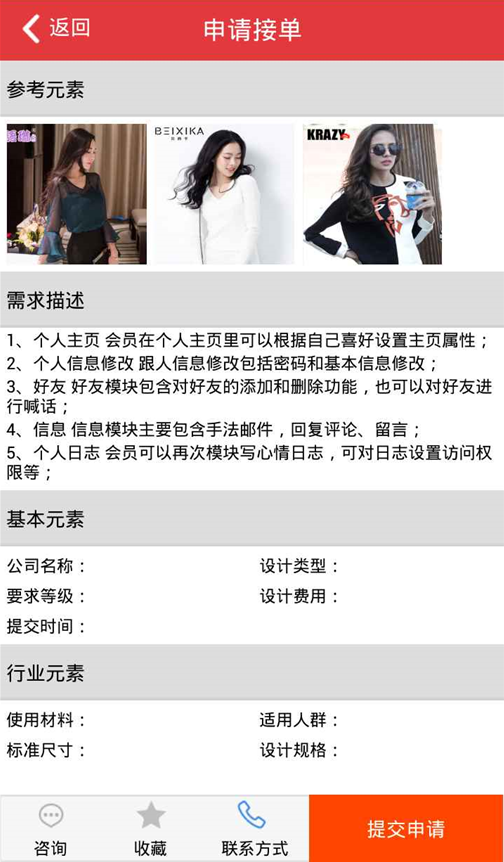 返回
申请接单
参考元素
BEIXIKA
KRAZY
需求描述
1、个人主页 会员在个人主页里可以根据自己喜好设置主页属性；
2、个人信息修改 跟人信息修改包括密码和基本信息修改；
3、好友 好友模块包含对好友的添加和删除功能，也可以对好友进
行喊话；
4、信息 信息模块主要包含手法邮件，回复评论、留言；
5、个人日志 会员可以再次模块写心情日志，可对日志设置访问权
限等；
基本元素
公司名称： 设计类型：
要求等级： 设计费用：
提交时间：
行业元素
使用材料： 适用人群：
标准尺寸： 设计规格：
咨询 收藏 联系方式 提交申请